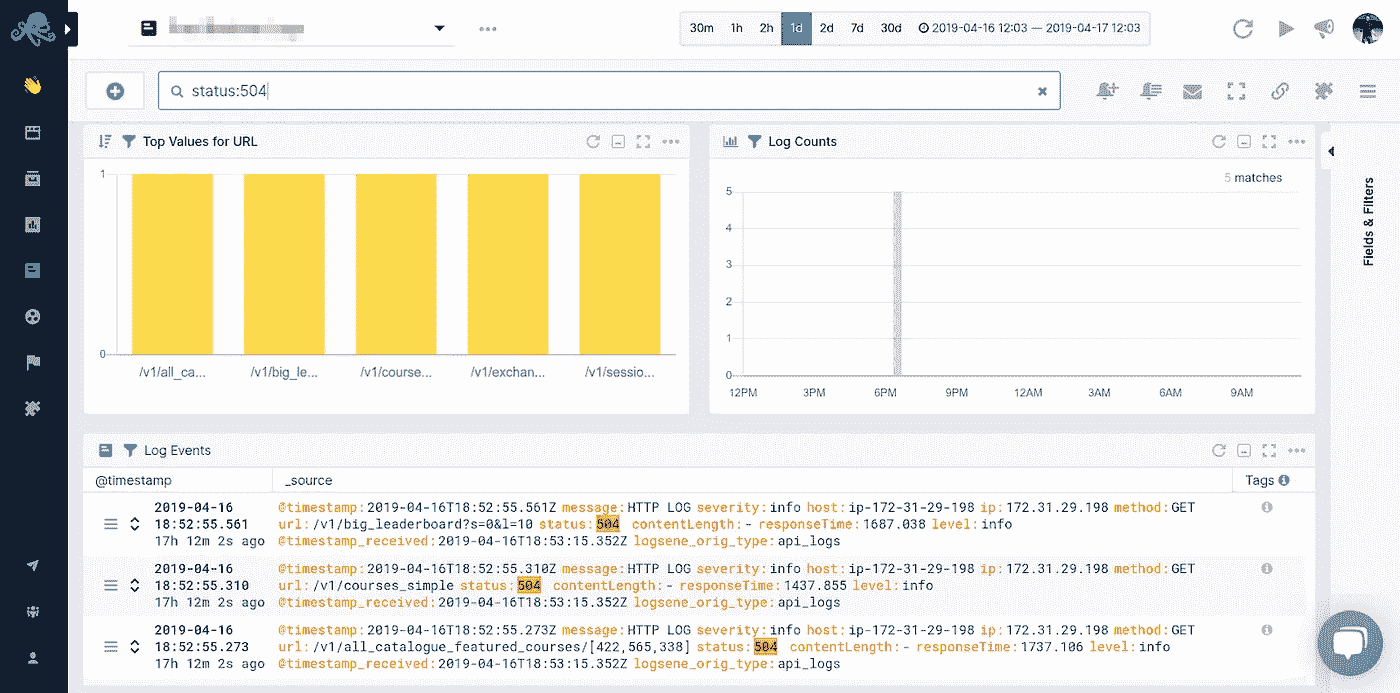 30m 1h 2h 1d 2d 7d 30d 2019-04-16 12:03 — 2019-04-17 12:03
status:504
Top Values for URL
1
0
/v1/all_ca... /v1/big_le... /v1/course... /v1/exchan... /v1/sessio...
Log Counts
5 matches
5
4
3
2
1
0
12PM 3PM 6PM 9PM 12AM 3AM 6AM 9AM
Fields & Filters
Log Events
@timestamp _source Tags
2019-04-16 @timestamp:2019-04-16T18:52:55.561Z message:HTTP LOG severity:info host:ip-172-31-29-198 ip:172.31.29.198 method:GET
18:52:55.561 url:/v1/big_leaderboard?s=0&l=10 status:504 contentLength:- responseTime:1687.038 level:info
17h 12m 2s ago @timestamp_received:2019-04-16T18:53:15.352Z logsene_orig_type:api_logs
2019-04-16 @timestamp:2019-04-16T18:52:55.310Z message:HTTP LOG severity:info host:ip-172-31-29-198 ip:172.31.29.198 method:GET
18:52:55.310 url:/v1/courses_simple status:504 contentLength:- responseTime:1437.855 level:info
17h 12m 2s ago @timestamp_received:2019-04-16T18:53:15.352Z logsene_orig_type:api_logs
2019-04-16 @timestamp:2019-04-16T18:52:55.273Z message:HTTP LOG severity:info host:ip-172-31-29-198 ip:172.31.29.198 method:GET
18:52:55.273 url:/v1/all_catalogue_featured_courses/[422,565,338] status:504 contentLength:- responseTime:1737.106 level:info
17h 12m 2s ago @timestamp_received:2019-04-16T18:53:15.352Z logsene_orig_type:api_logs